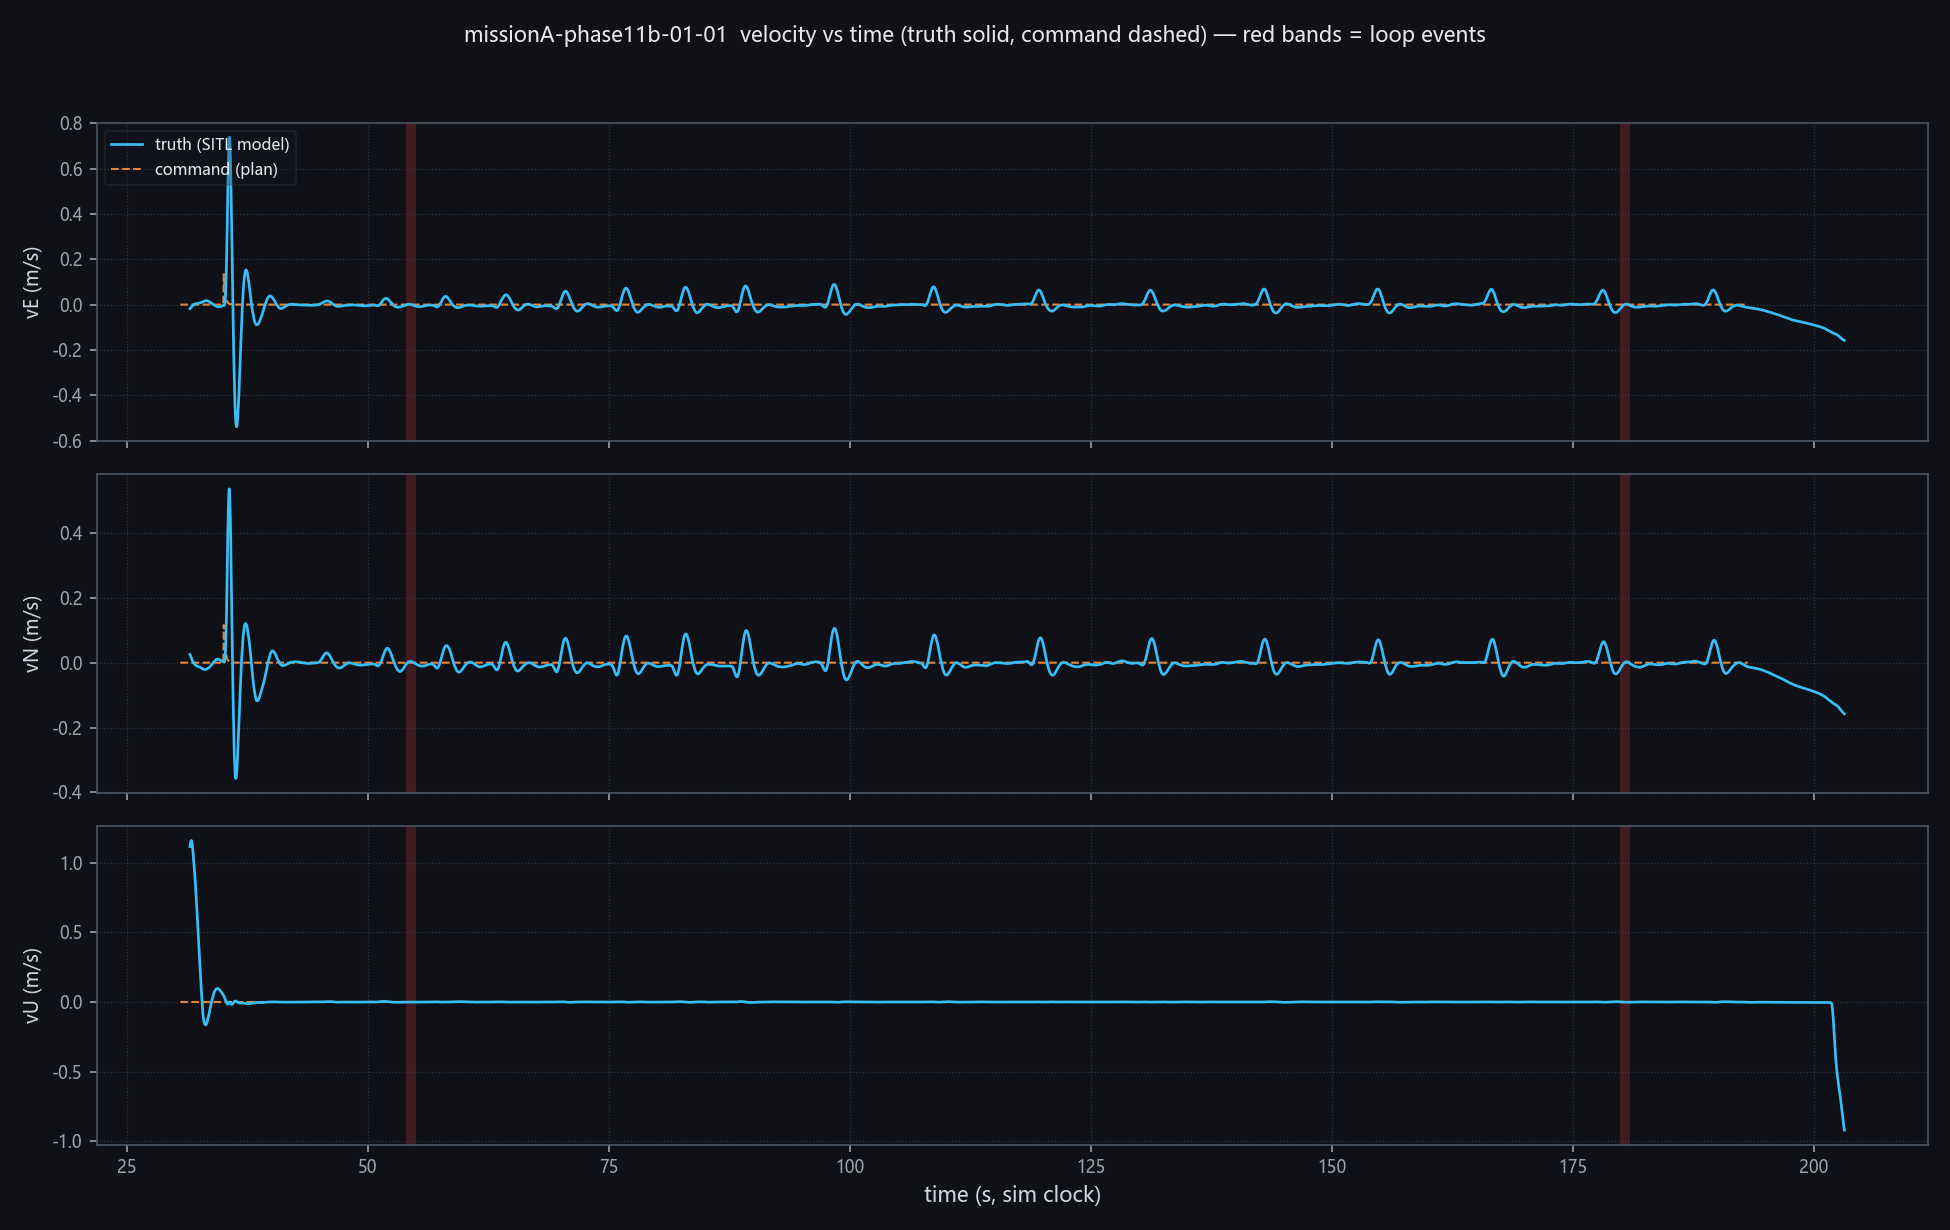 missionA-phase11b-01-01 velocity vs time (truth solid, command dashed) — red bands = loop events
0.8
0.6
0.4
0.2
0.0
-0.2
-0.4
-0.6
vE (m/s)
truth (SITL model)
command (plan)
0.4
0.2
0.0
-0.2
-0.4
vN (m/s)
1.0
0.5
0.0
-0.5
-1.0
vU (m/s)
25 50 75 100 125 150 175 200
time (s, sim clock)